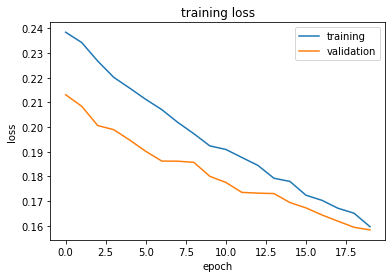 training loss
training
validation
0.24
0.23
0.22
0.21
0.20
0.19
0.18
0.17
0.16
loss
0.0 2.5 5.0 7.5 10.0 12.5 15.0 17.5
epoch